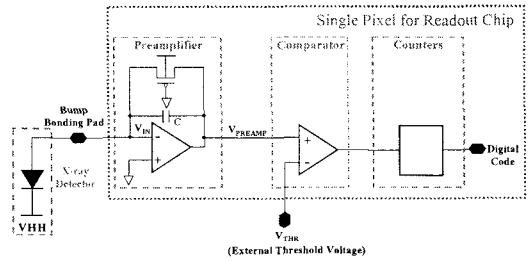 Single Pixel for Readout Chip
Preamplifier
Comparator
Counters
Bump
Bonding Pad
C
V_IN
V_PREAMP
X-ray
Detector
VHH
Digital
Code
V_THR
(External Threshold Voltage)